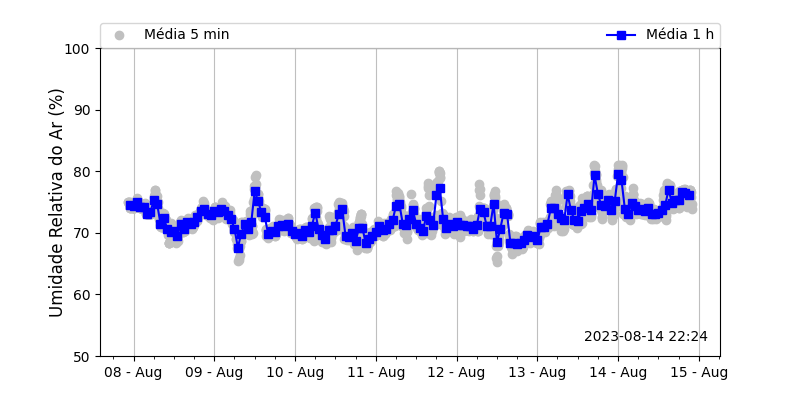 Média 5 min
Média 1 h
Umidade Relativa do Ar (%)
100
90
80
70
60
50
2023-08-14 22:24
08 - Aug
09 - Aug
10 - Aug
11 - Aug
12 - Aug
13 - Aug
14 - Aug
15 - Aug